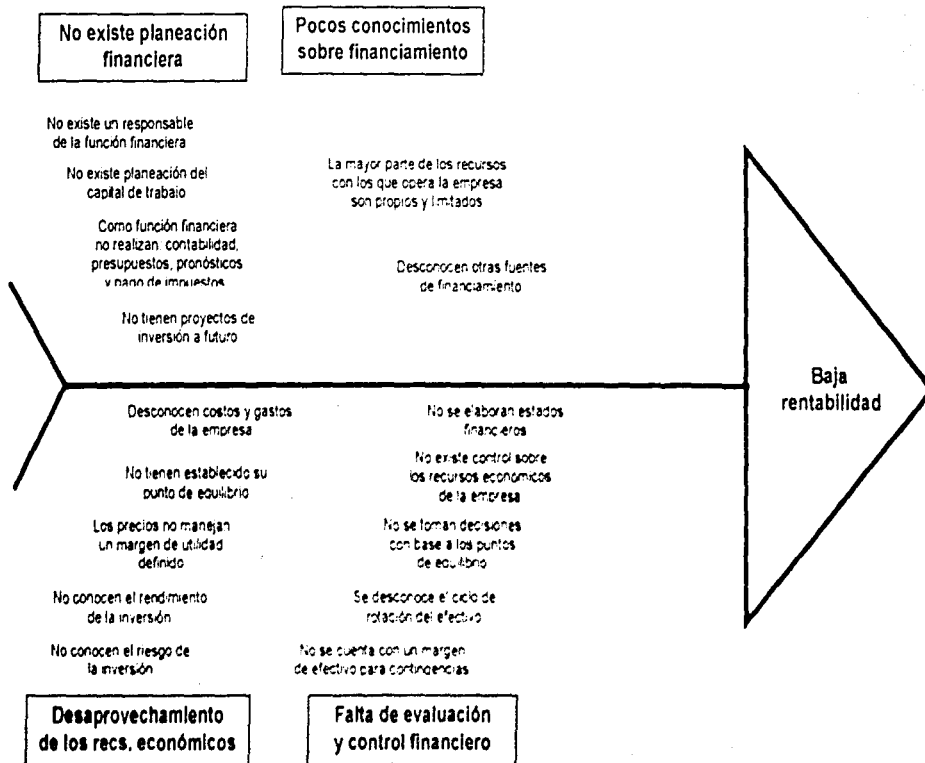 No existe planeación
financiera
Pocos conocimientos
sobre financiamiento
No existe un responsable
de la función financiera
No existe planeación del
capital de trabajo
Como función financiera
no realizan: contabilidad,
presupuestos, pronósticos
y pago de impuestos.
No tienen proyectos de
inversión a futuro
La mayor parte de los recursos
con los que opera la empresa
son propios y limitados
Desconocen otras fuentes
de financiamiento
Baja
rentabilidad
Desconocen costos y gastos
de la empresa
No tienen establecido su
punto de equilibrio
Los precios no manejan
un margen de utilidad
definido
No conocen el rendimiento
de la inversión
No conocen el riesgo de
la inversión
No se elaboran estados
financieros
No existe control sobre
los recursos económicos
de la empresa
No se toman decisiones
con base a los puntos
de equilibrio
Se desconoce el ciclo de
rotación del efectivo
No se cuenta con un margen
de efectivo para contingencias
Desaprovechamiento
de los recs. económicos
Falta de evaluación
y control financiero